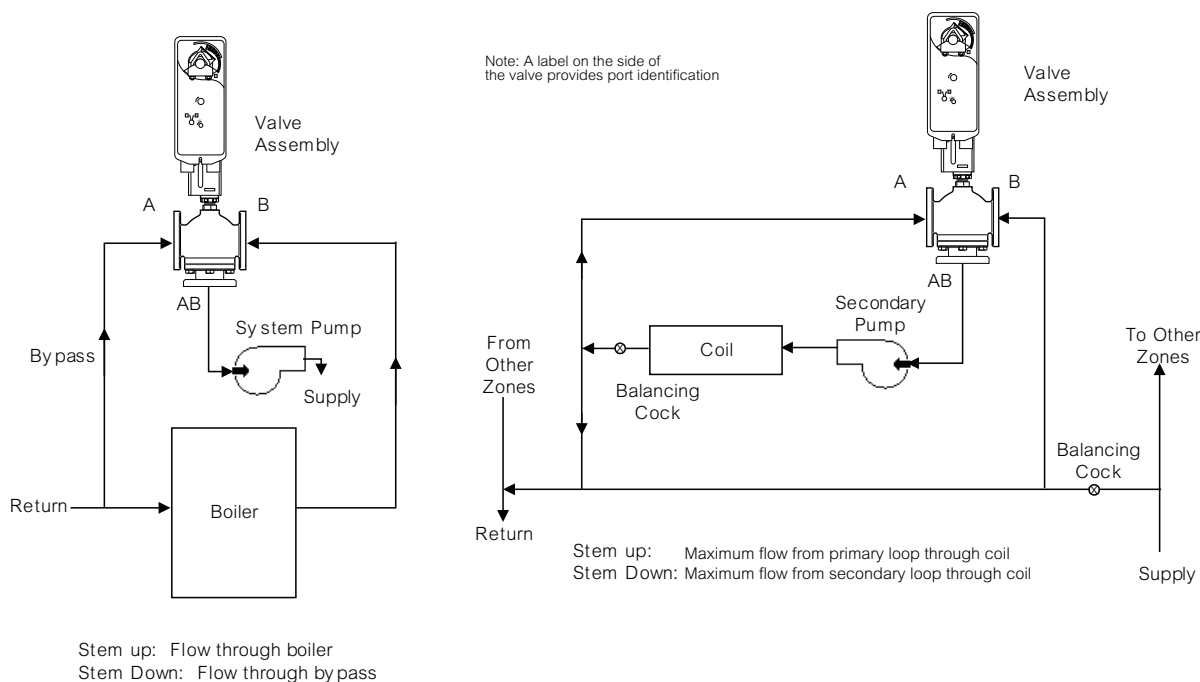 Valve
Assembly
A
B
AB
System Pump
Bypass
Supply
Return
Boiler
Stem up: Flow through boiler
Stem Down: Flow through bypass
Note: A label on the side of
the valve provides port identification
Valve
Assembly
A
B
AB
Secondary
Pump
From
Other
Zones
Coil
To Other
Zones
Balancing
Cock
Balancing
Cock
Return
Stem up: Maximum flow from primary loop through coil
Stem Down: Maximum flow from secondary loop through coil
Supply